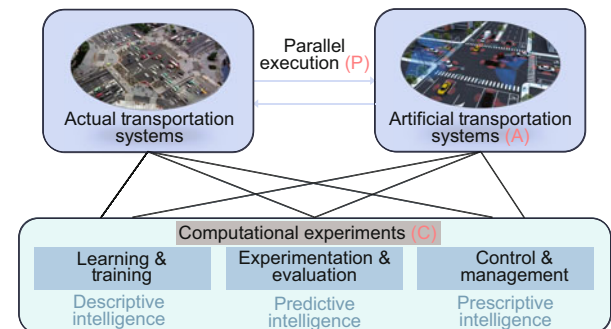 Parallel
execution (P)
Actual transportation
systems
Artificial transportation
systems (A)
Computational experiments (C)
Learning &
training
Experimentation &
evaluation
Control &
management
Descriptive
intelligence
Predictive
intelligence
Prescriptive
intelligence